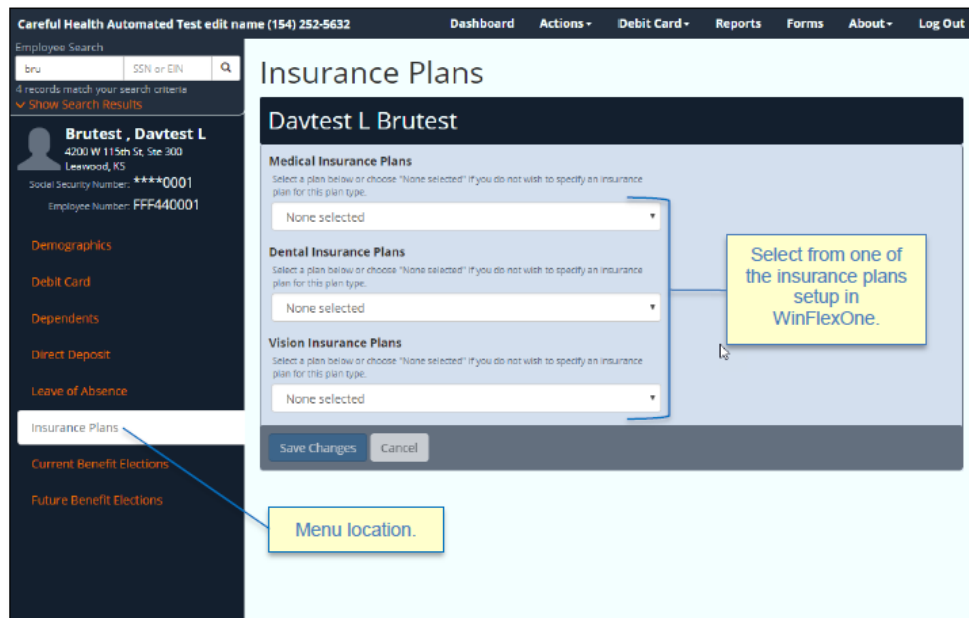 Careful Health Automated Test edit name (154) 252-5632
Dashboard Actions Debit Card Reports Forms About Log Out
Employee Search
bru SSN or EIN
4 records match your search criteria
Show Search Results
Brutest , Davtest L
4200 W 115th St, Ste 300
Leawood, KS
Social Security Number: ****0001
Employee Number: FFF440001
Demographics
Debit Card
Dependents
Direct Deposit
Leave of Absence
Insurance Plans
Current Benefit Elections
Future Benefit Elections
Insurance Plans
Davtest L Brutest
Medical Insurance Plans
Select a plan below or choose "None selected" if you do not wish to specify an insurance
plan for this plan type.
None selected
Dental Insurance Plans
Select a plan below or choose "None selected" if you do not wish to specify an insurance
plan for this plan type.
None selected
Vision Insurance Plans
Select a plan below or choose "None selected" if you do not wish to specify an insurance
plan for this plan type.
None selected
Save Changes Cancel
Select from one of
the insurance plans
setup in
WinFlexOne.
Menu location.